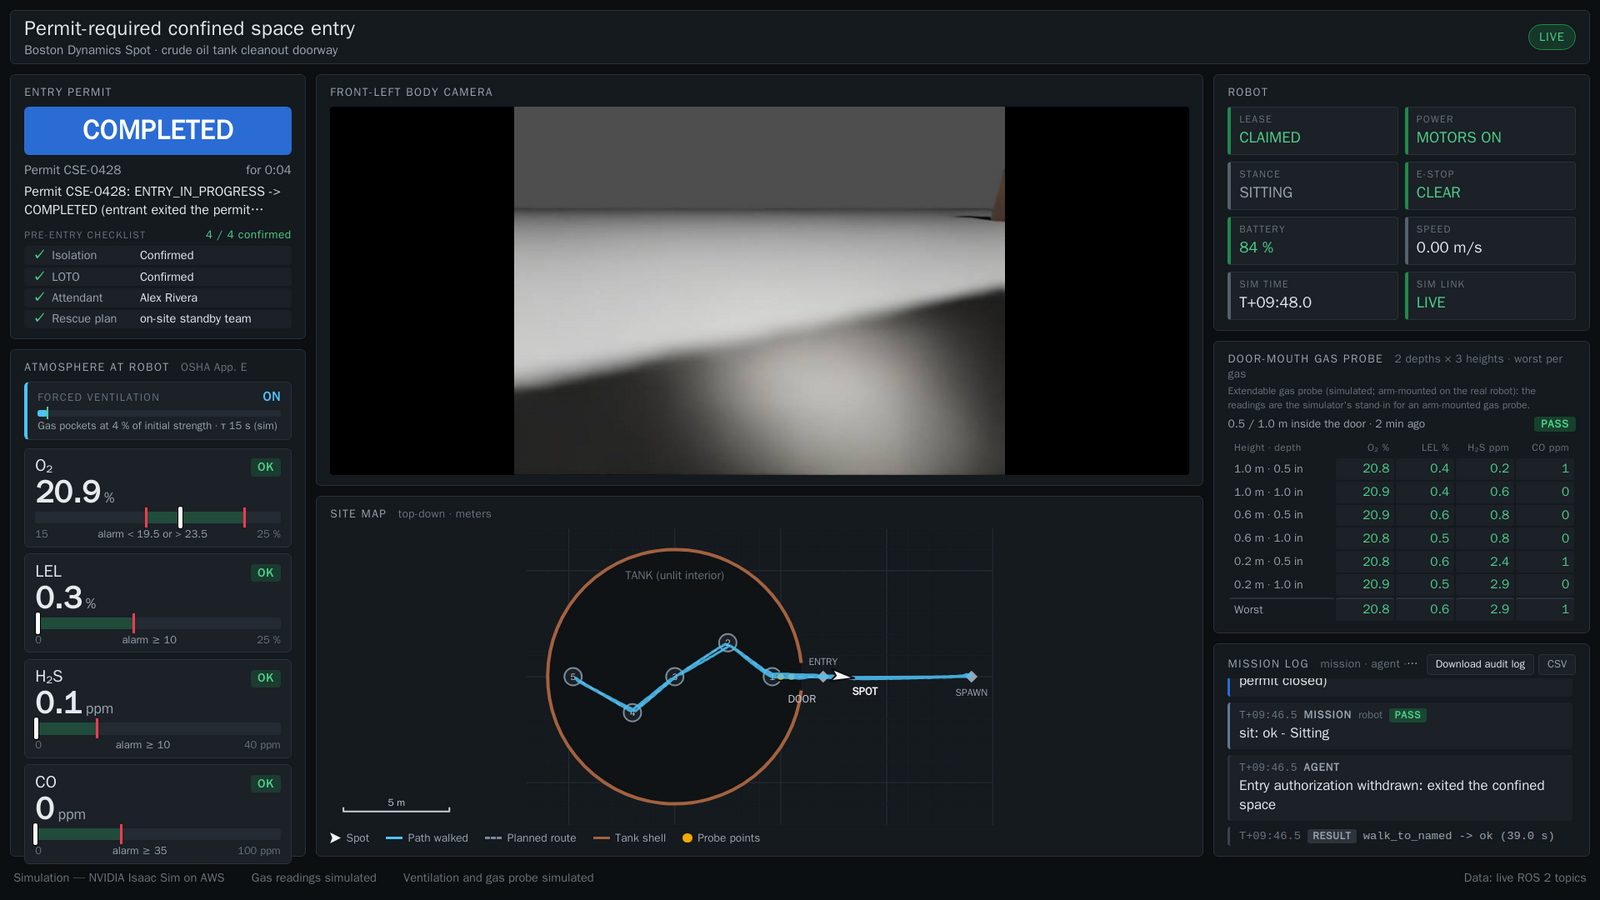 Permit-required confined space entry
Boston Dynamics Spot · crude oil tank cleanout doorway
LIVE
ENTRY PERMIT
COMPLETED
Permit CSE-0428 for 0:04
Permit CSE-0428: ENTRY_IN_PROGRESS ->
COMPLETED (entrant exited the permit···
PRE-ENTRY CHECKLIST 4 / 4 confirmed
✓ Isolation Confirmed
✓ LOTO Confirmed
✓ Attendant Alex Rivera
✓ Rescue plan on-site standby team
ATMOSPHERE AT ROBOT OSHA App. E
FORCED VENTILATION ON
Gas pockets at 4 % of initial strength · τ 15 s (sim)
O₂ OK
20.9 %
15 alarm < 19.5 or > 23.5 25 %
LEL OK
0.3 %
0 alarm ≥ 10 25 %
H₂S OK
0.1 ppm
0 alarm ≥ 10 40 ppm
CO OK
0 ppm
0 alarm ≥ 35 100 ppm
FRONT-LEFT BODY CAMERA
SITE MAP top-down · meters
TANK (unlit interior)
2
ENTRY
5 3 1
SPOT
SPAWN
DOOR
4
5 m
Spot Path walked Planned route Tank shell Probe points
ROBOT
LEASE
CLAIMED
POWER
MOTORS ON
STANCE
SITTING
E-STOP
CLEAR
BATTERY
84 %
SPEED
0.00 m/s
SIM TIME
T+09:48.0
SIM LINK
LIVE
DOOR-MOUTH GAS PROBE 2 depths × 3 heights · worst per
gas
Extendable gas probe (simulated; arm-mounted on the real robot): the
readings are the simulator's stand-in for an arm-mounted gas probe.
0.5 / 1.0 m inside the door · 2 min ago PASS
Height · depth O₂ % LEL % H₂S ppm CO ppm
1.0 m · 0.5 in 20.8 0.4 0.2 1
1.0 m · 1.0 in 20.9 0.4 0.6 0
0.6 m · 0.5 in 20.9 0.6 0.8 0
0.6 m · 1.0 in 20.8 0.5 0.8 0
0.2 m · 0.5 in 20.8 0.6 2.4 1
0.2 m · 1.0 in 20.9 0.5 2.9 0
Worst 20.8 0.6 2.9 1
MISSION LOG mission · agent ···· Download audit log CSV
permit closed)
T+09:46.5 MISSION robot PASS
sit: ok - Sitting
T+09:46.5 AGENT
Entry authorization withdrawn: exited the confined
space
T+09:46.5 RESULT walk_to_named -> ok (39.0 s)
Simulation — NVIDIA Isaac Sim on AWS Gas readings simulated Ventilation and gas probe simulated Data: live ROS 2 topics